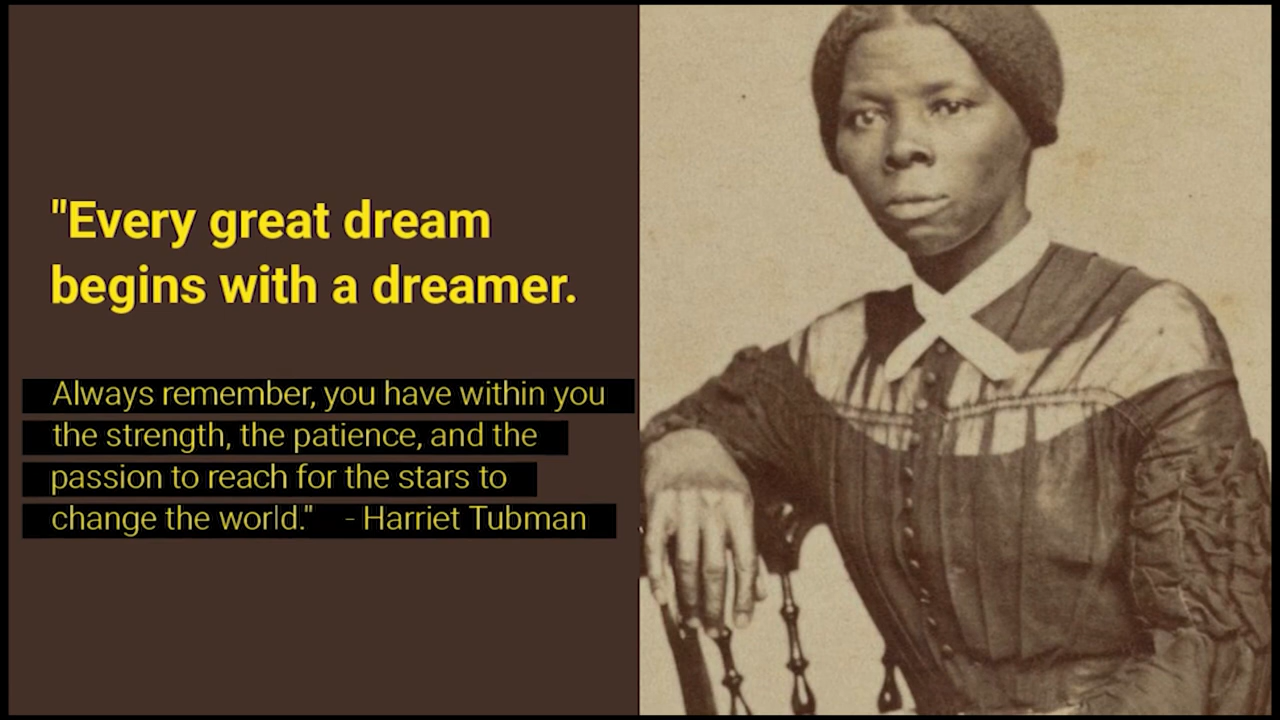 "Every great dream
begins with a dreamer.
Always remember, you have within you
the strength, the patience, and the
passion to reach for the stars to
change the world."    - Harriet Tubman